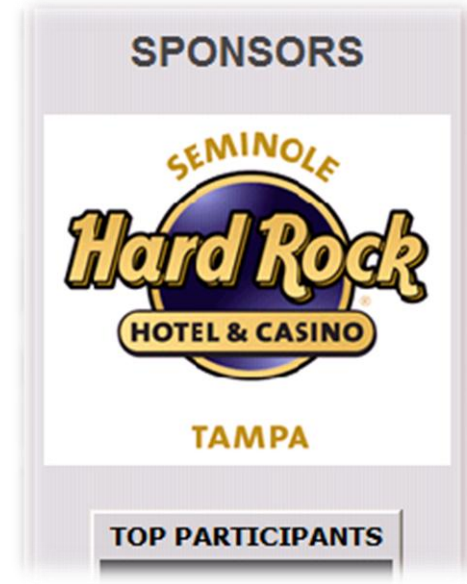 SPONSORS
SEMINOLE
Hard Rock
®
HOTEL & CASINO
TAMPA
TOP PARTICIPANTS